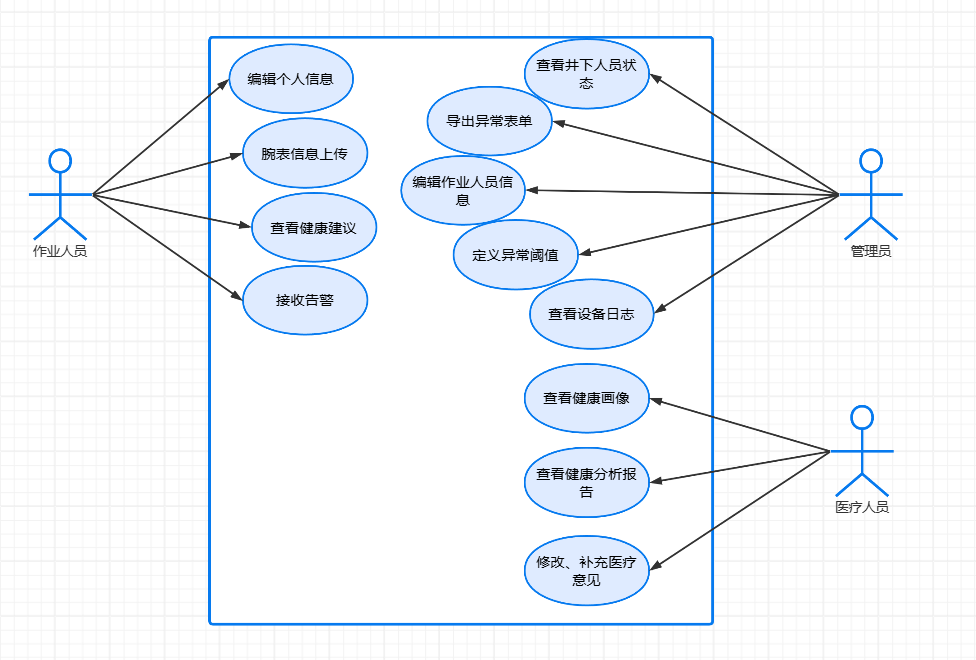 编辑个人信息
腕表信息上传
查看健康建议
接收告警
作业人员
查看井下人员状
态
导出异常表单
编辑作业人员信
息
定义异常阈值
查看设备日志
管理员
查看健康画像
查看健康分析报
告
修改、补充医疗
意见
医疗人员